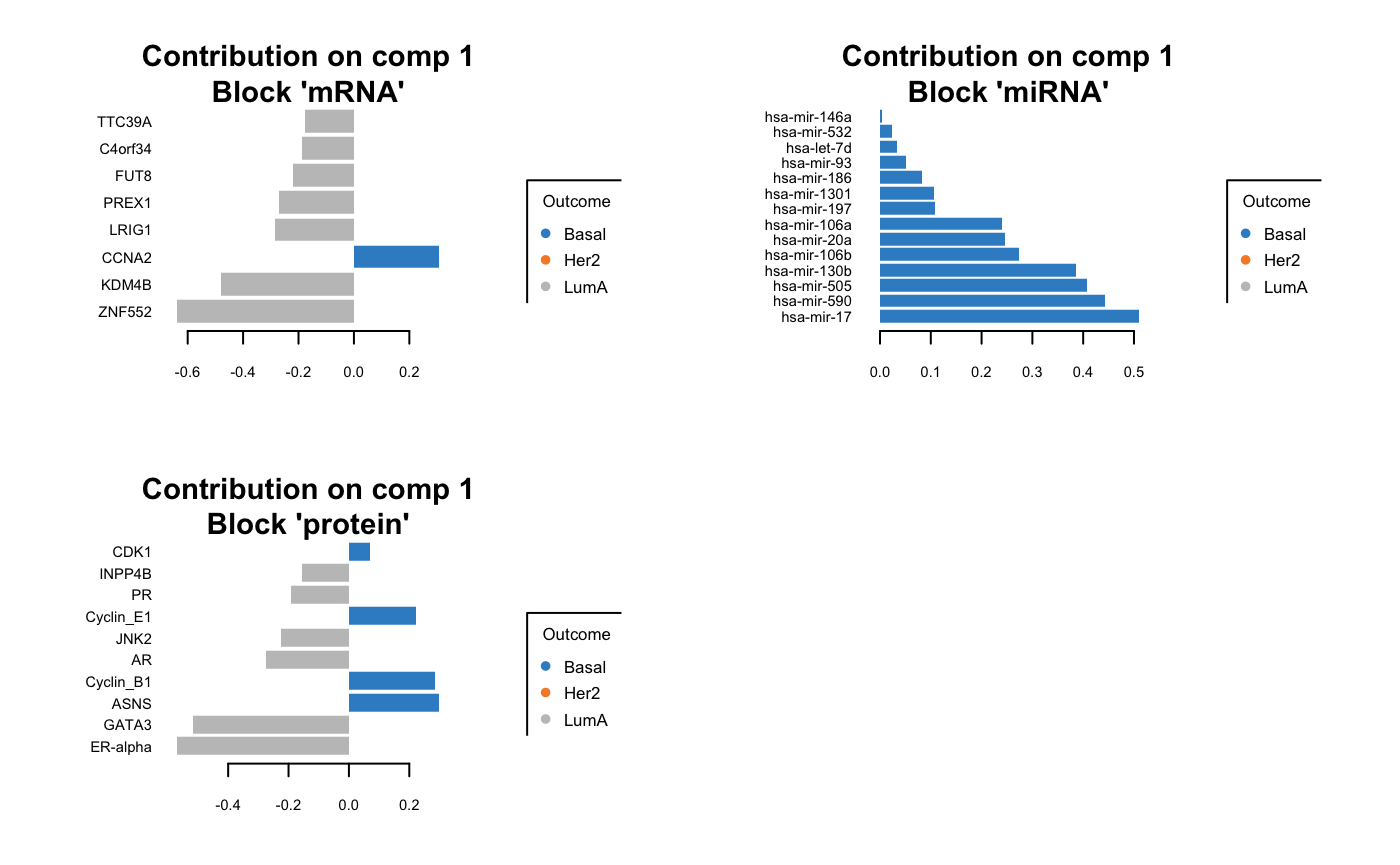 Contribution on comp 1
Block 'mRNA'
TTC39A
C4orf34
FUT8
PREX1
LRIG1
CCNA2
KDM4B
ZNF552
-0.6 -0.4 -0.2 0.0 0.2
Outcome
Basal
Her2
LumA
Contribution on comp 1
Block 'miRNA'
hsa-mir-146a
hsa-mir-532
hsa-let-7d
hsa-mir-93
hsa-mir-186
hsa-mir-1301
hsa-mir-197
hsa-mir-106a
hsa-mir-20a
hsa-mir-106b
hsa-mir-130b
hsa-mir-505
hsa-mir-590
hsa-mir-17
0.0 0.1 0.2 0.3 0.4 0.5
Outcome
Basal
Her2
LumA
Contribution on comp 1
Block 'protein'
CDK1
INPP4B
PR
Cyclin_E1
JNK2
AR
Cyclin_B1
ASNS
GATA3
ER-alpha
-0.4 -0.2 0.0 0.2
Outcome
Basal
Her2
LumA